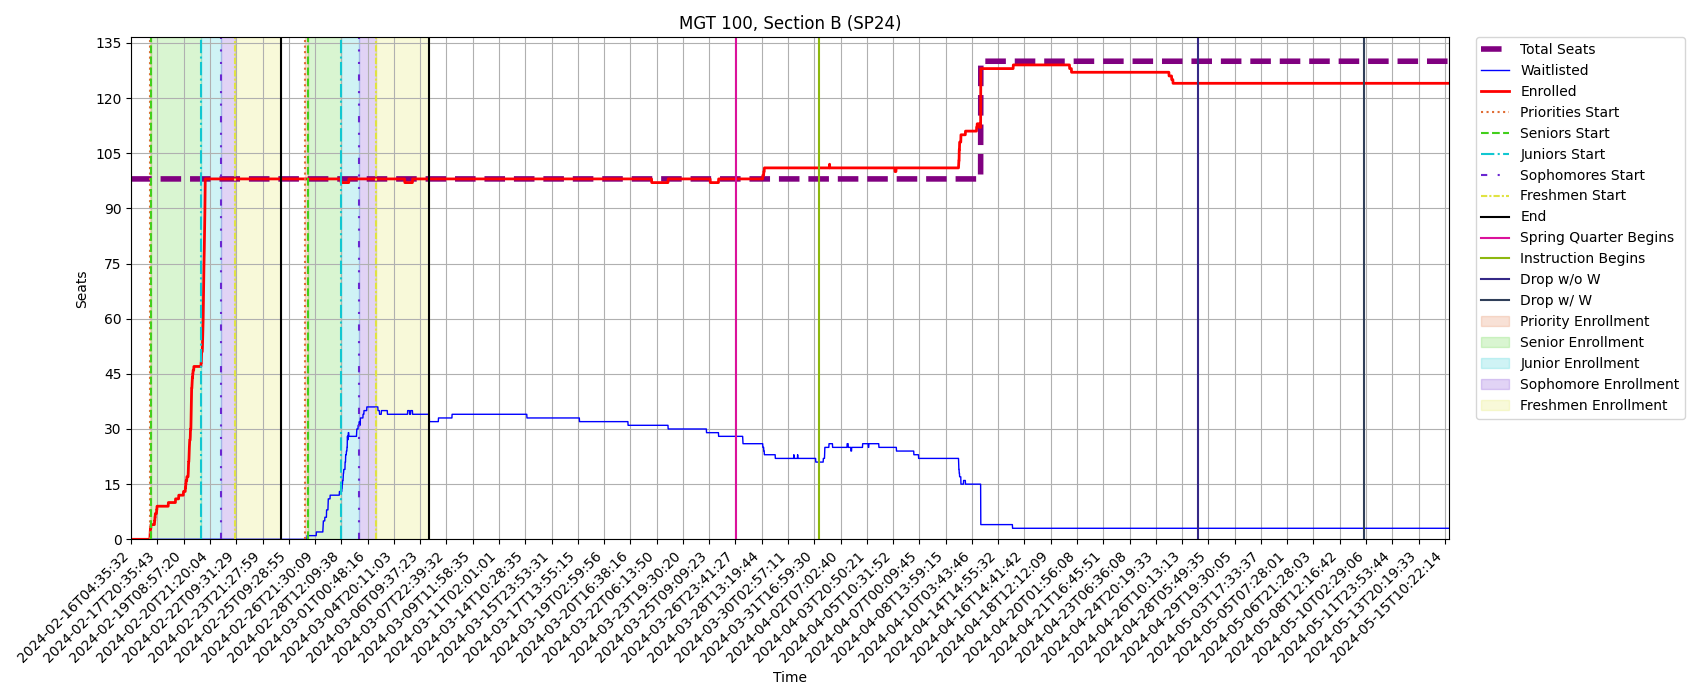 MGT 100, Section B (SP24)
Seats
135
120
105
90
75
60
45
30
15
0
2024-02-16T04:35:32
2024-02-17T20:35:43
2024-02-19T08:57:20
2024-02-20T21:20:04
2024-02-22T09:31:29
2024-02-23T21:27:59
2024-02-25T09:28:55
2024-02-26T21:30:09
2024-02-28T12:09:38
2024-03-01T00:48:16
2024-03-04T20:11:03
2024-03-06T09:37:23
2024-03-07T22:39:32
2024-03-09T11:58:35
2024-03-11T02:01:01
2024-03-14T10:28:35
2024-03-15T23:53:31
2024-03-17T13:55:15
2024-03-19T02:59:56
2024-03-20T16:38:16
2024-03-22T06:13:50
2024-03-23T19:30:20
2024-03-25T09:09:23
2024-03-26T23:41:27
2024-03-28T13:19:44
2024-03-30T02:57:11
2024-03-31T16:59:30
2024-04-02T07:02:40
2024-04-03T20:50:21
2024-04-05T10:31:52
2024-04-07T00:09:45
2024-04-08T13:59:15
2024-04-10T03:43:46
2024-04-14T14:55:32
2024-04-16T14:41:42
2024-04-18T12:12:09
2024-04-20T01:56:08
2024-04-21T16:45:51
2024-04-23T06:36:08
2024-04-24T20:19:33
2024-04-26T10:13:13
2024-04-28T05:49:35
2024-04-29T19:30:05
2024-05-03T17:33:37
2024-05-05T07:28:01
2024-05-06T21:28:03
2024-05-08T12:16:42
2024-05-10T02:29:06
2024-05-11T23:53:44
2024-05-13T20:19:33
2024-05-15T10:22:14
Time
Total Seats
Waitlisted
Enrolled
Priorities Start
Seniors Start
Juniors Start
Sophomores Start
Freshmen Start
End
Spring Quarter Begins
Instruction Begins
Drop w/o W
Drop w/ W
Priority Enrollment
Senior Enrollment
Junior Enrollment
Sophomore Enrollment
Freshmen Enrollment